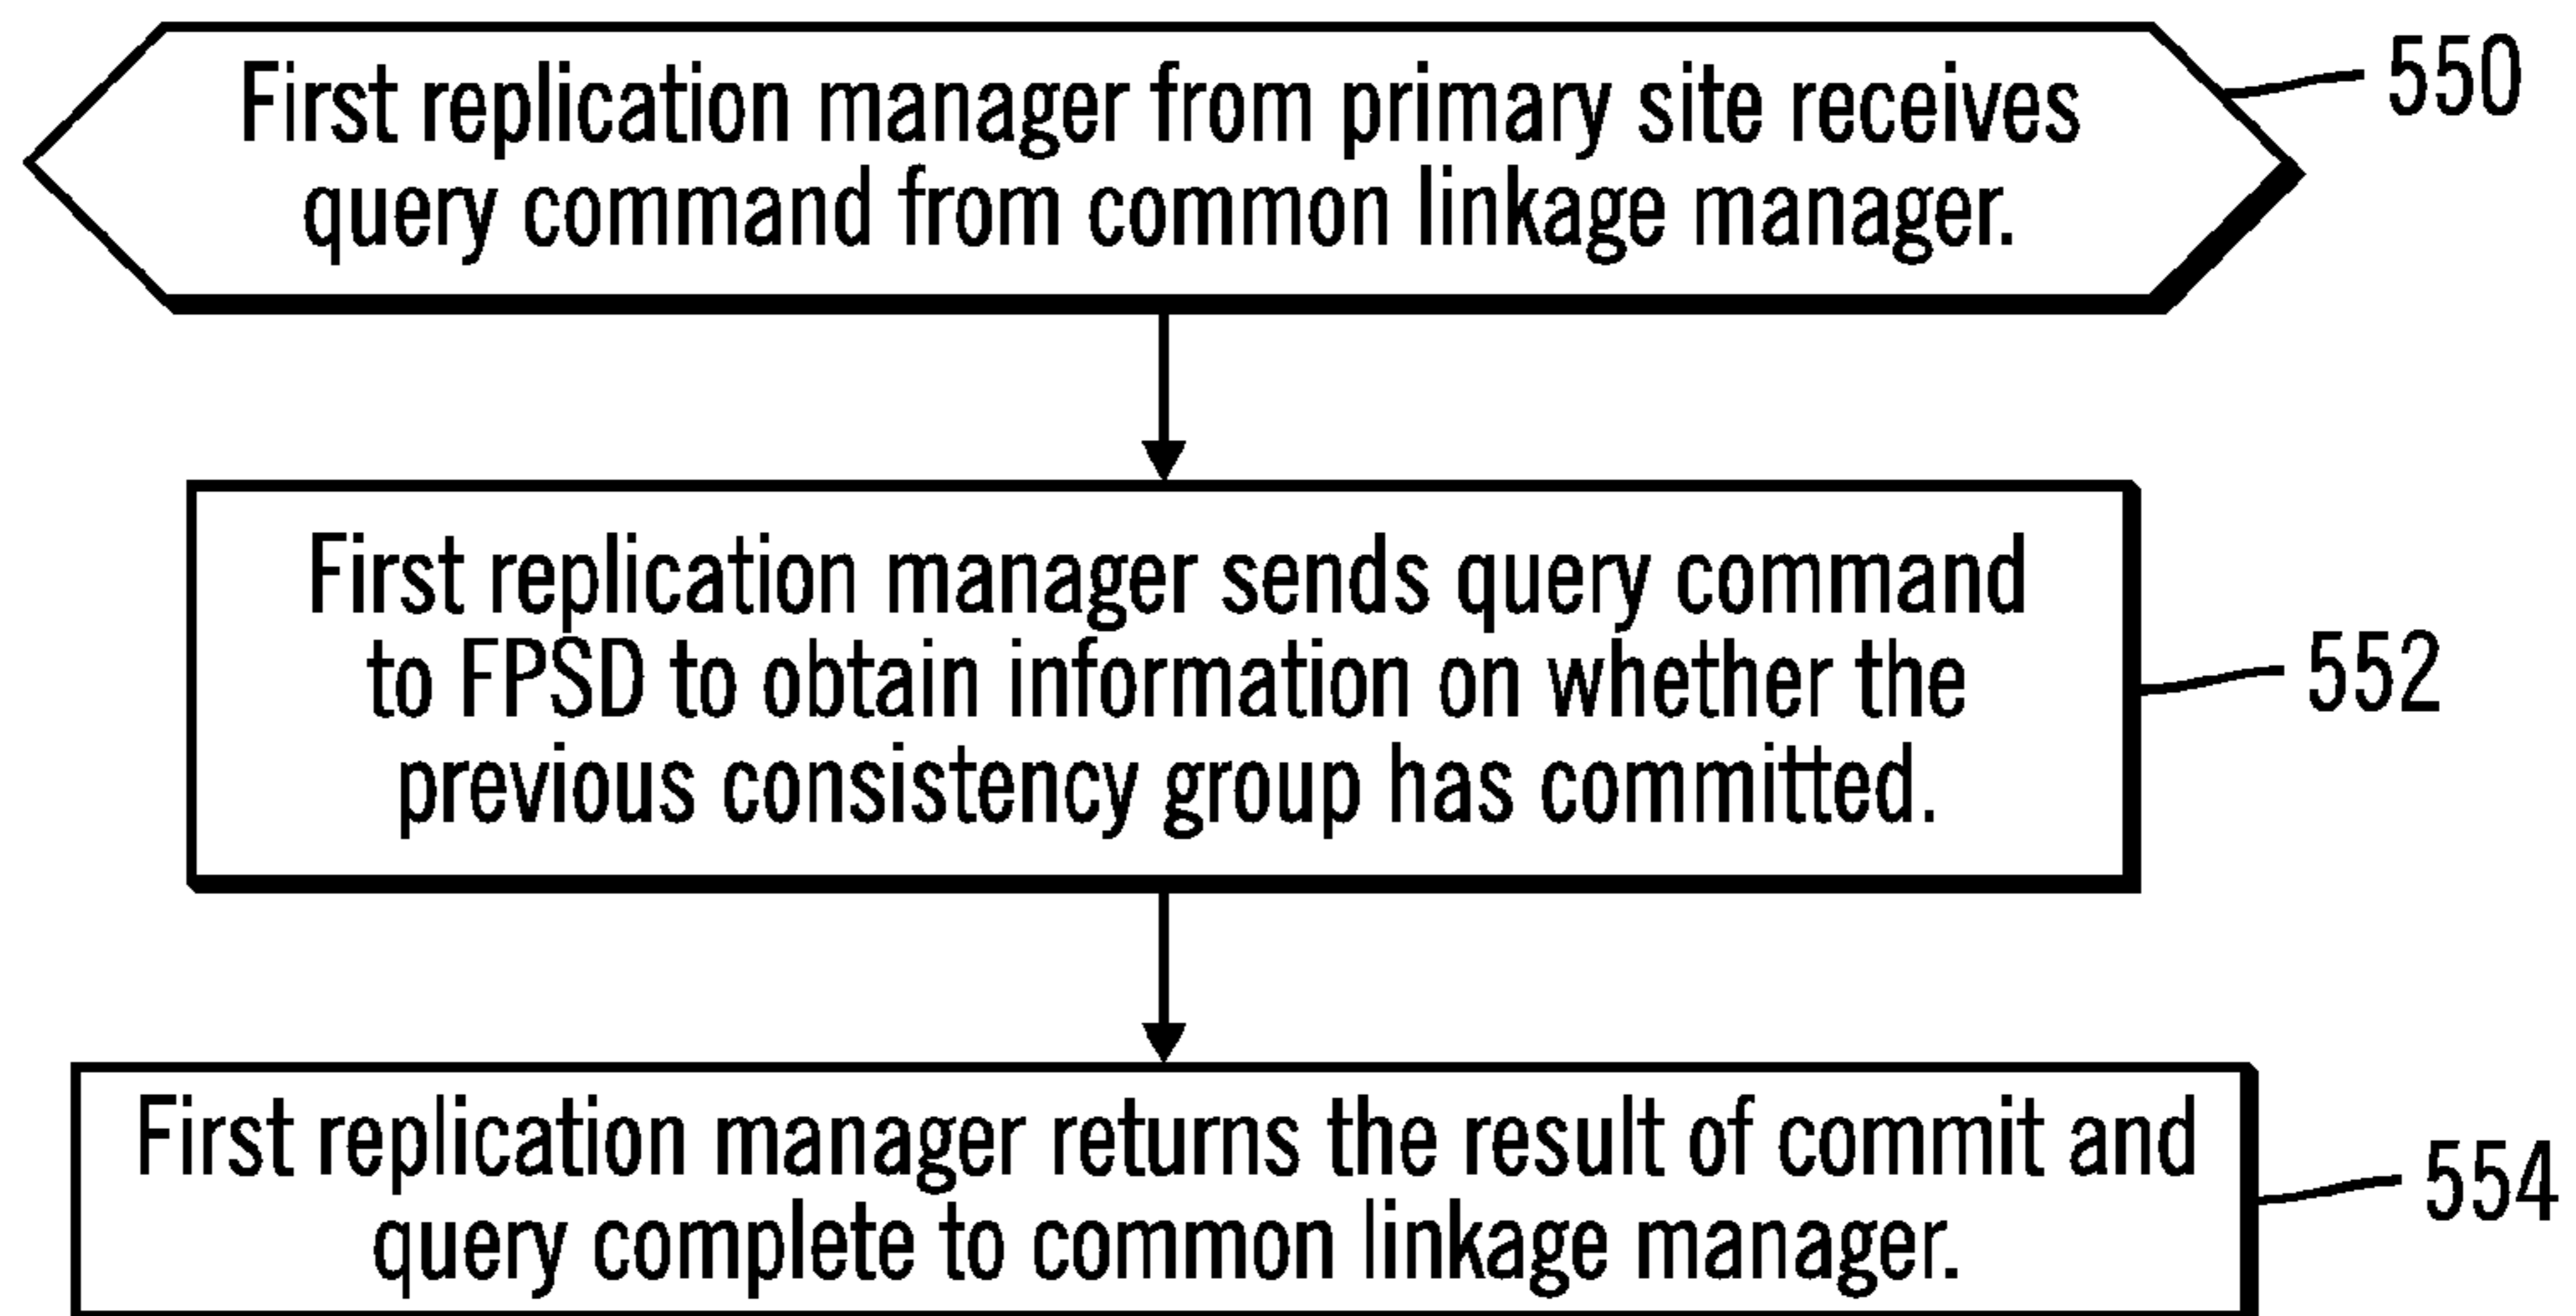 First replication manager from primary site receives
query command from common linkage manager.
550
First replication manager sends query command
to FPSD to obtain information on whether the
previous consistency group has committed.
552
First replication manager returns the result of commit and
query complete to common linkage manager.
554